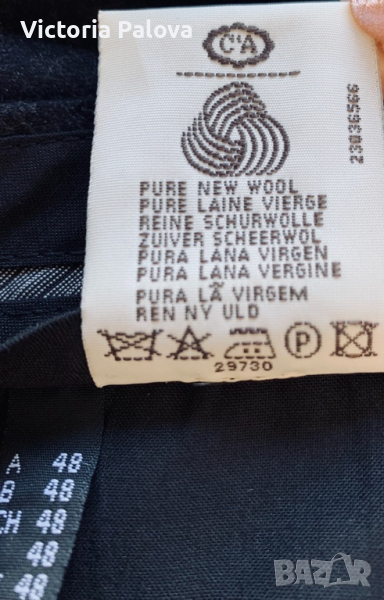 Victoria Palova
C&A
23036566
PURE NEW WOOL
PURE LAINE VIERGE
REINE SCHURWOLLE
ZUIVER SCHEERWOL
PURA LANA VIRGEN
PURA LANA VERGINE
PURA LÃ VIRGEM
REN NY ULD
P
29730
A 48
B 48
CH 48
48
48
BAZAR